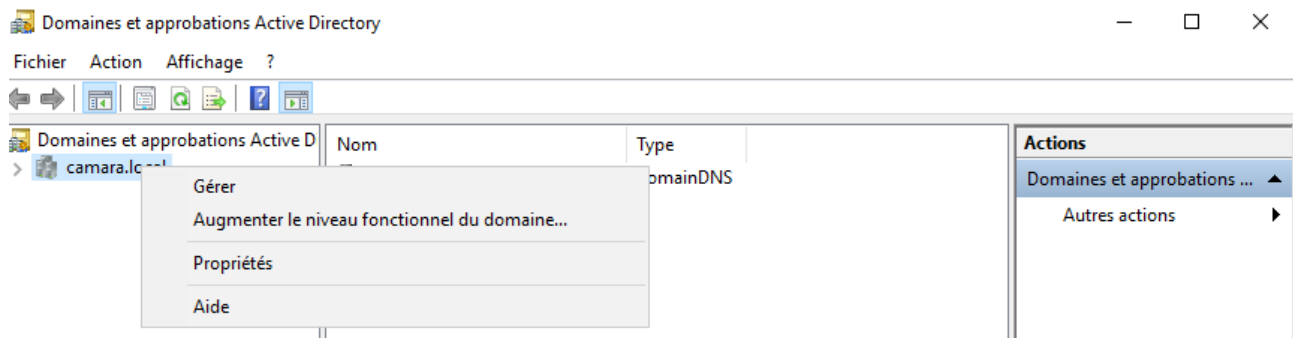 Domaines et approbations Active Directory
Fichier Action Affichage ?
Domaines et approbations Active D
Nom Type
Actions
camara.local
omainDNS
Domaines et approbations ...
Gérer
Autres actions
Augmenter le niveau fonctionnel du domaine...
Propriétés
Aide